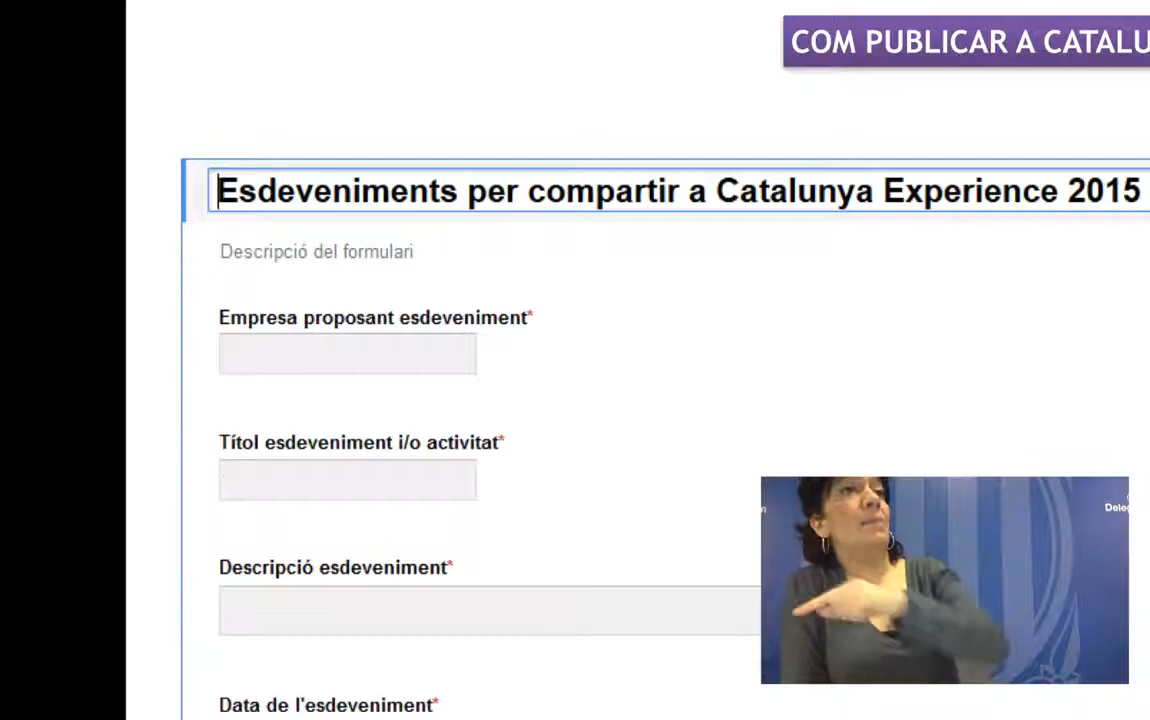 COM PUBLICAR A CATALU
Esdeveniments per compartir a Catalunya Experience 2015
Descripció del formulari
Empresa proposant esdeveniment*
Títol esdeveniment i/o activitat*
Deleg
Descripció esdeveniment*
Data de l'esdeveniment*